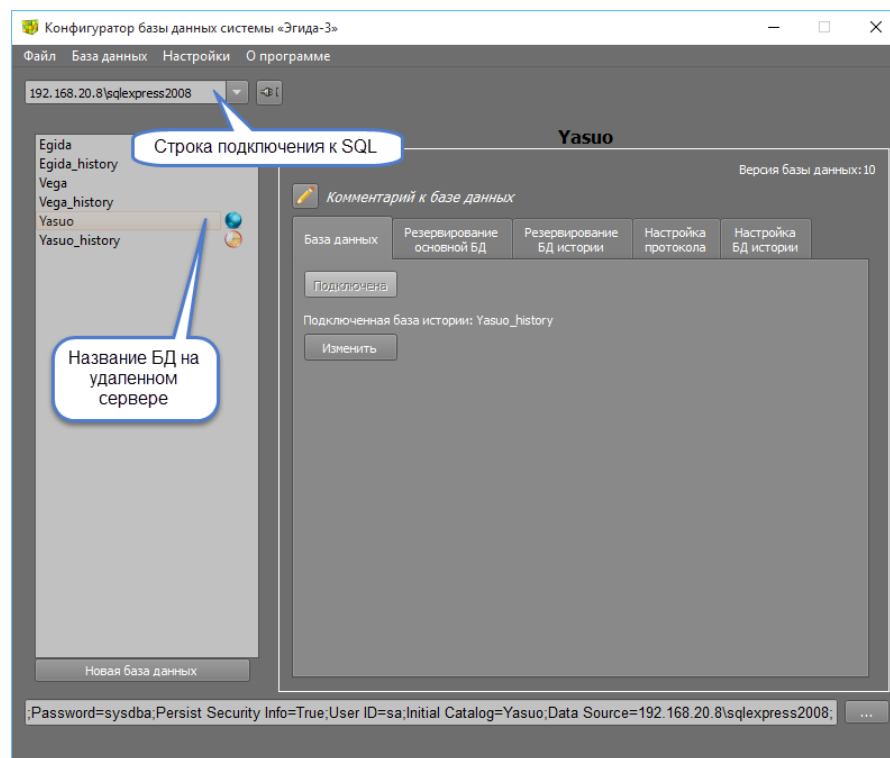 Конфигуратор базы данных системы «Эгида-3»
Файл База данных Настройки О программе
192.168.20.8\sqlexpress2008
Строка подключения к SQL
Egida
Egida_history
Vega
Vega_history
Yasuo
Yasuo_history
Название БД на
удаленном
сервере
Новая база данных
Yasuo
Версия базы данных:10
Комментарий к базе данных
База данных
Резервирование
основной БД
Резервирование
БД истории
Настройка
протокола
Настройка
БД истории
Подключена
Подключенная база истории: Yasuo_history
Изменить
;Password=sysdba;Persist Security Info=True;User ID=sa;Initial Catalog=Yasuo;Data Source=192.168.20.8\sqlexpress2008;
...